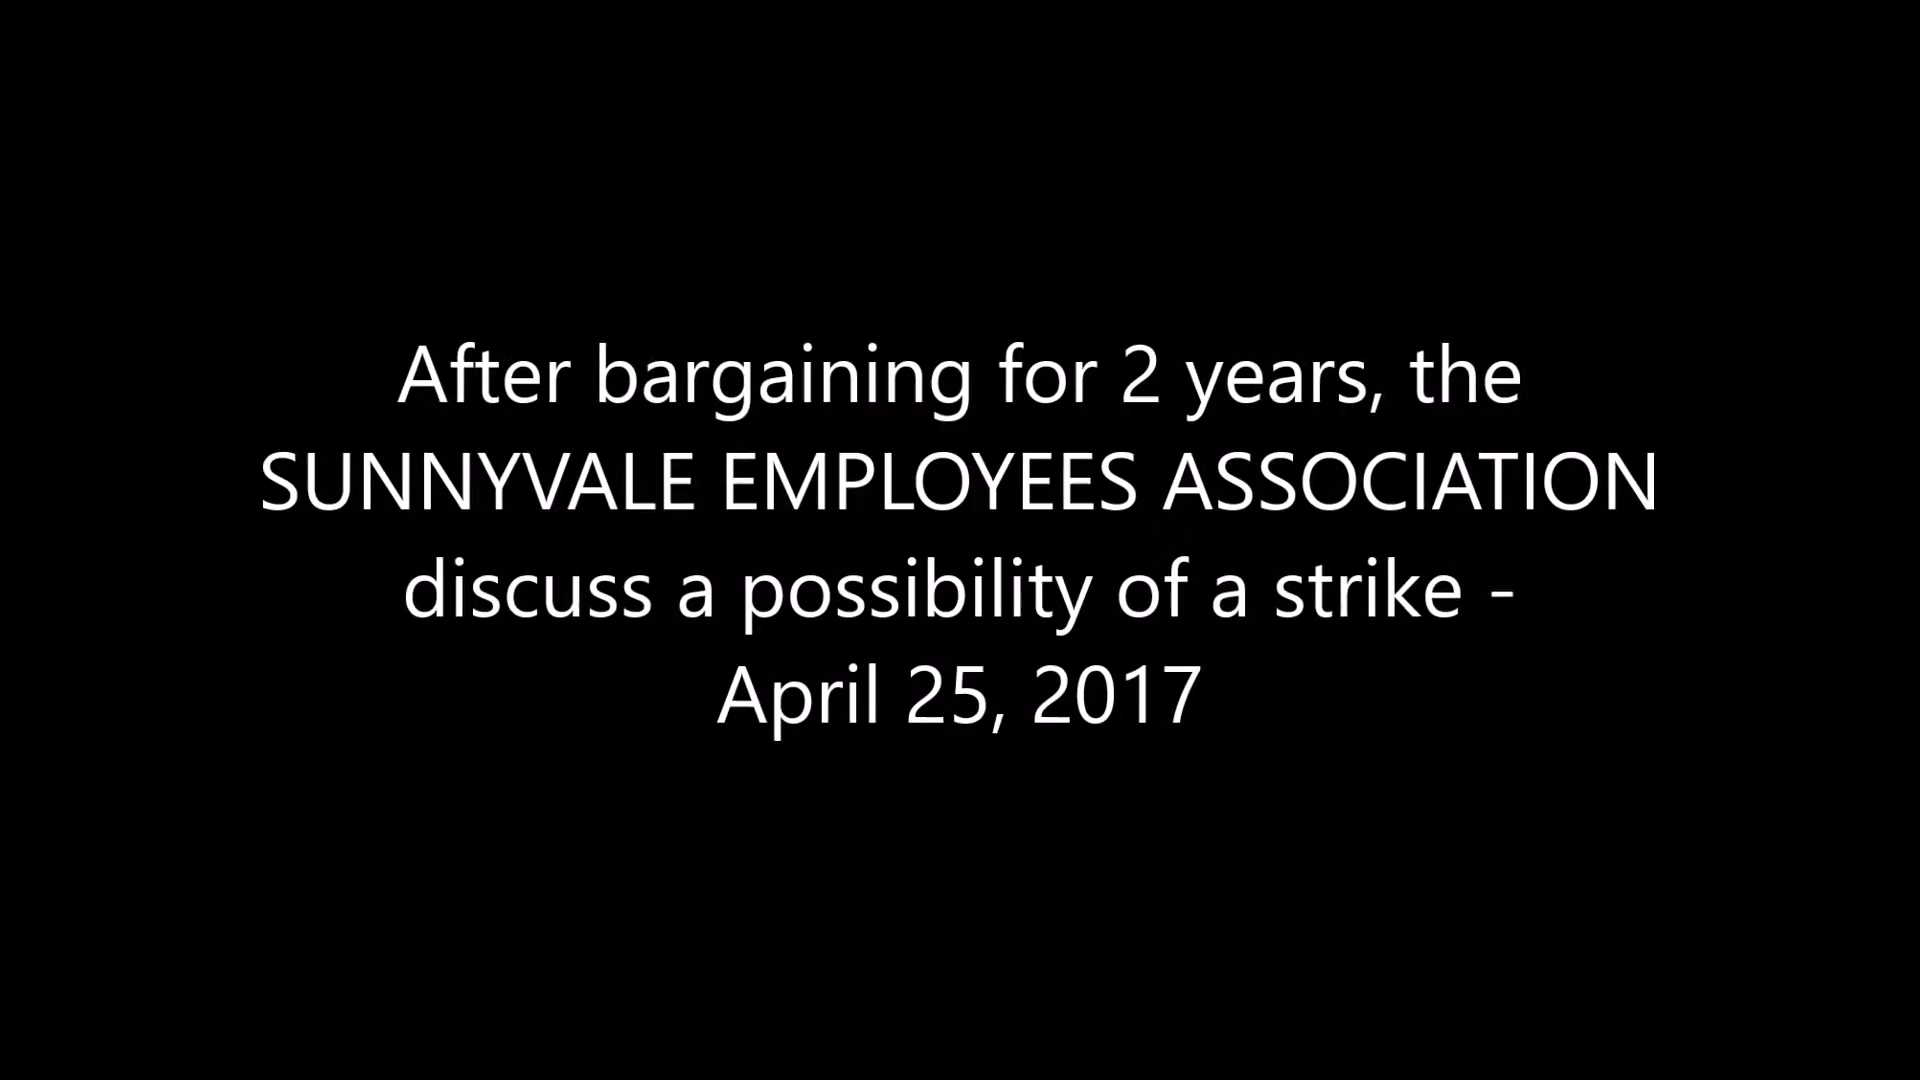 After bargaining for 2 years, the
SUNNYVALE EMPLOYEES ASSOCIATION
discuss a possibility of a strike -
April 25, 2017